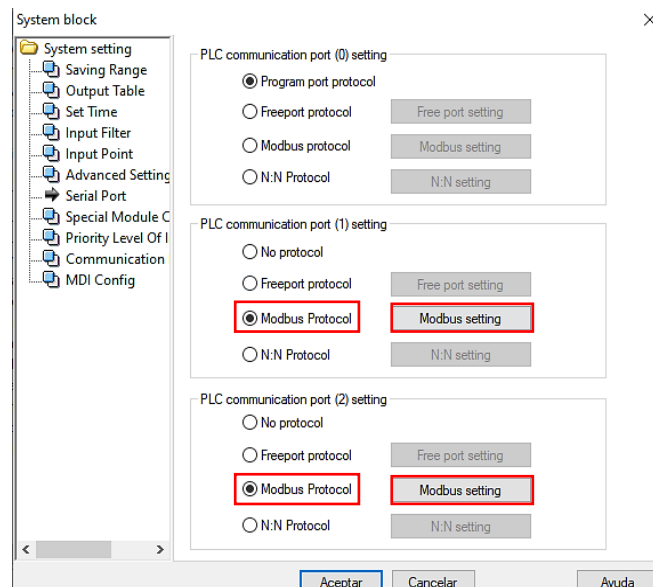 System block
System setting
Saving Range
Output Table
Set Time
Input Filter
Input Point
Advanced Setting
Serial Port
Special Module C
Priority Level Of I
Communication
MDI Config
PLC communication port (0) setting
Program port protocol
Freeport protocol
Free port setting
Modbus protocol
Modbus setting
N:N Protocol
N:N setting
PLC communication port (1) setting
No protocol
Freeport protocol
Free port setting
Modbus Protocol
Modbus setting
N:N Protocol
N:N setting
PLC communication port (2) setting
No protocol
Freeport protocol
Free port setting
Modbus Protocol
Modbus setting
N:N Protocol
N:N setting
Aceptar
Cancelar
Ayuda